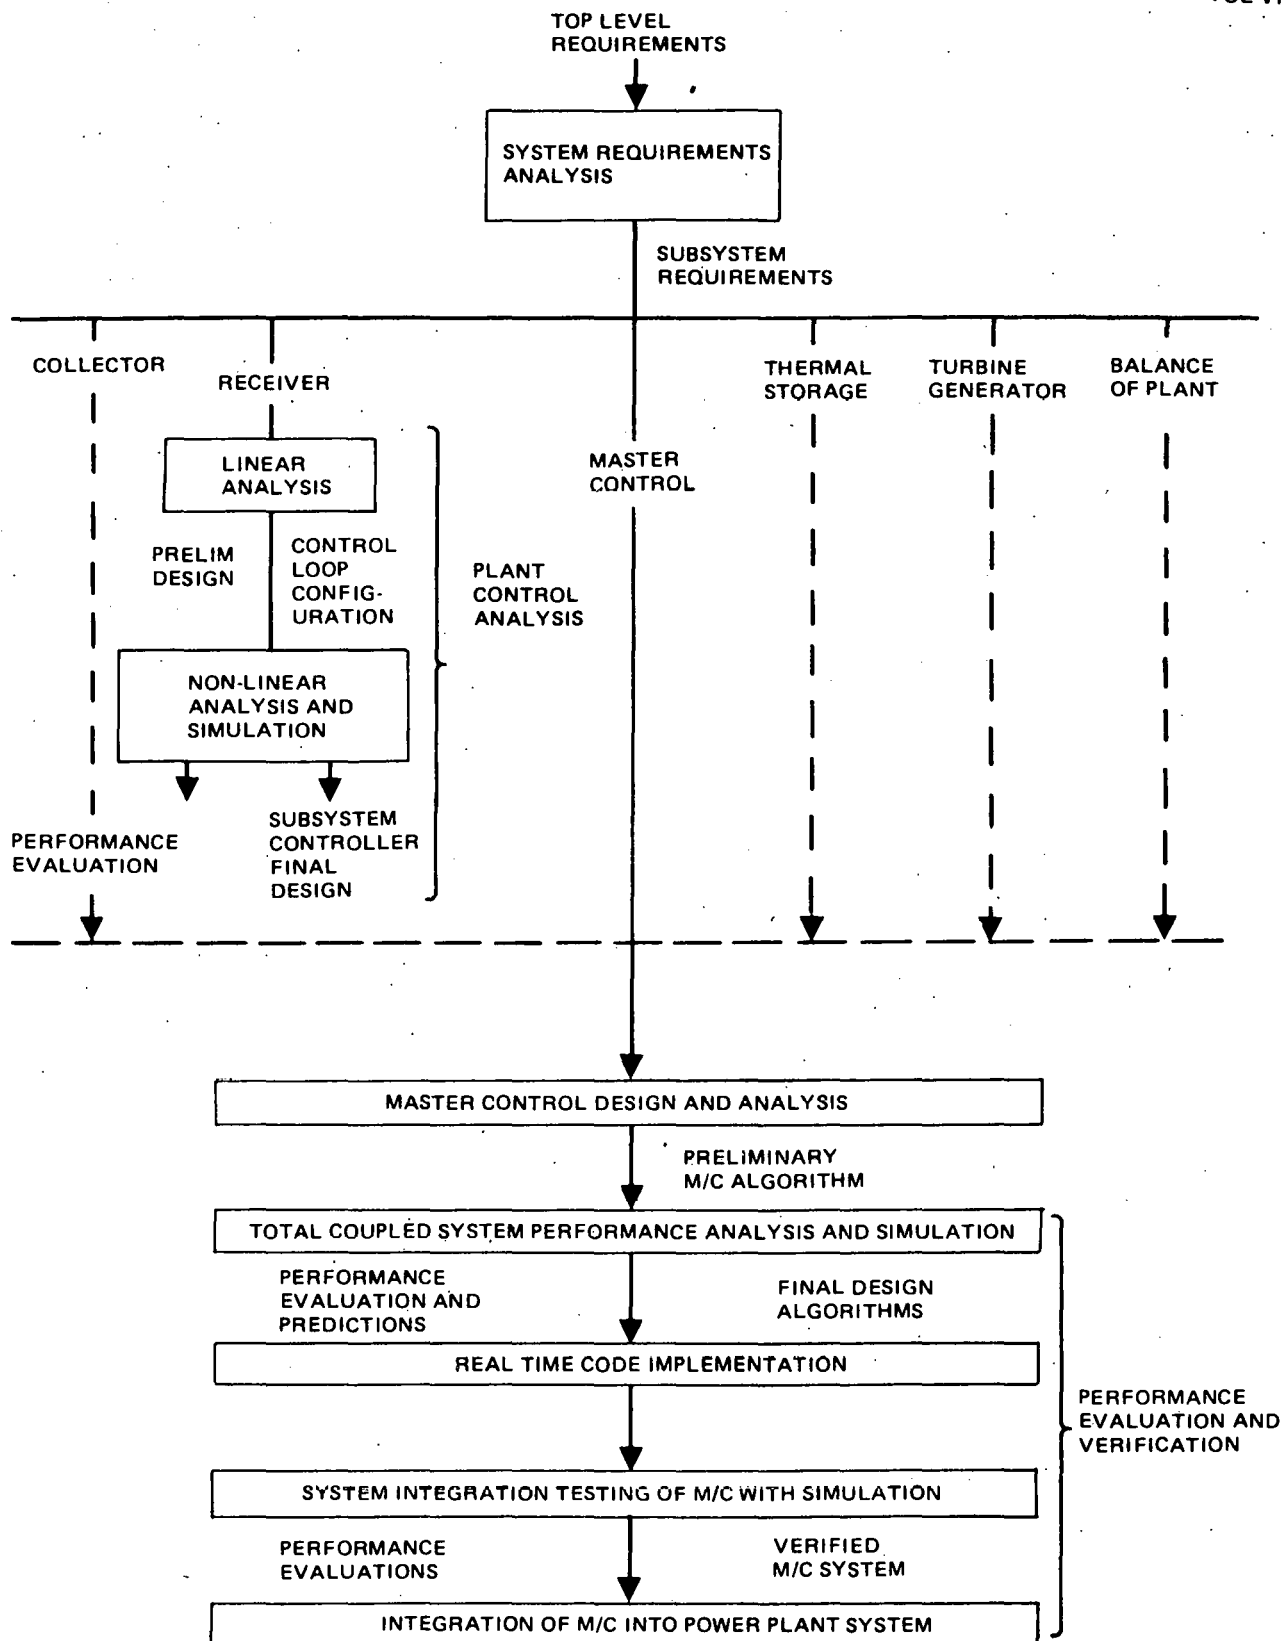 TOP LEVEL
REQUIREMENTS
SYSTEM REQUIREMENTS
ANALYSIS
SUBSYSTEM
REQUIREMENTS
COLLECTOR
RECEIVER
THERMAL
STORAGE
TURBINE
GENERATOR
BALANCE
OF PLANT
LINEAR
ANALYSIS
MASTER
CONTROL
PRELIM
DESIGN
CONTROL
LOOP
CONFIG-
URATION
PLANT
CONTROL
ANALYSIS
NON-LINEAR
ANALYSIS AND
SIMULATION
PERFORMANCE
EVALUATION
SUBSYSTEM
CONTROLLER
FINAL
DESIGN
MASTER CONTROL DESIGN AND ANALYSIS
PRELIMINARY
M/C ALGORITHM
TOTAL COUPLED SYSTEM PERFORMANCE ANALYSIS AND SIMULATION
PERFORMANCE
EVALUATION AND
PREDICTIONS
FINAL DESIGN
ALGORITHMS
REAL TIME CODE IMPLEMENTATION
PERFORMANCE
EVALUATION AND
VERIFICATION
SYSTEM INTEGRATION TESTING OF M/C WITH SIMULATION
PERFORMANCE
EVALUATIONS
VERIFIED
M/C SYSTEM
INTEGRATION OF M/C INTO POWER PLANT SYSTEM